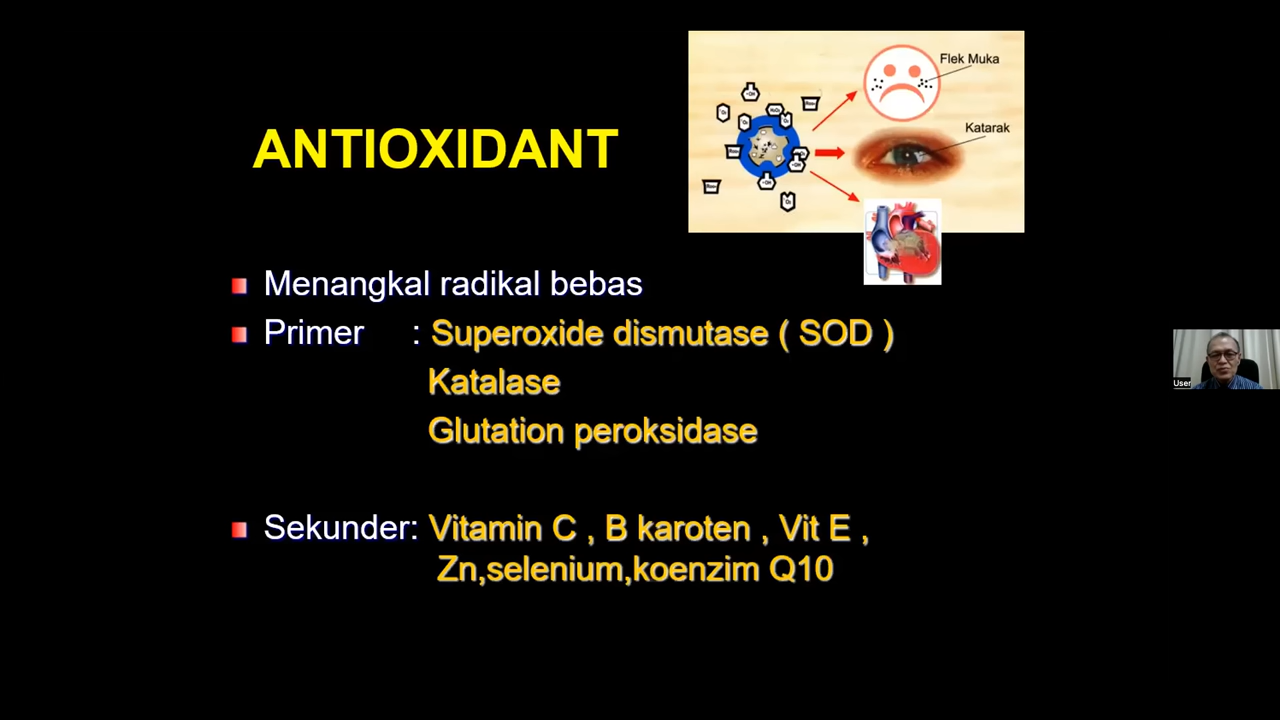 ANTIOXIDANT
Flek Muka
Katarak
Menangkal radikal bebas
Primer : Superoxide dismutase ( SOD )
Katalase
Glutation peroksidase
Sekunder: Vitamin C , B karoten , Vit E ,
Zn,selenium,koenzim Q10
User